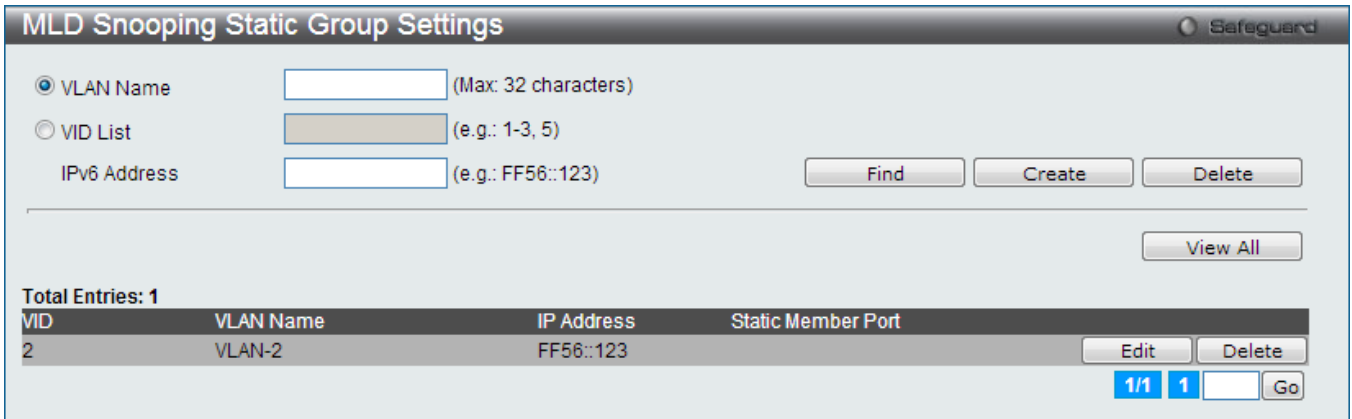 MLD Snooping Static Group Settings Safeguard
VLAN Name (Max: 32 characters)
VID List (e.g.: 1-3, 5)
IPv6 Address (e.g.: FF56::123) Find Create Delete
View All
Total Entries: 1
VID VLAN Name IP Address Static Member Port
2 VLAN-2 FF56::123 Edit Delete
1/1 1 Go